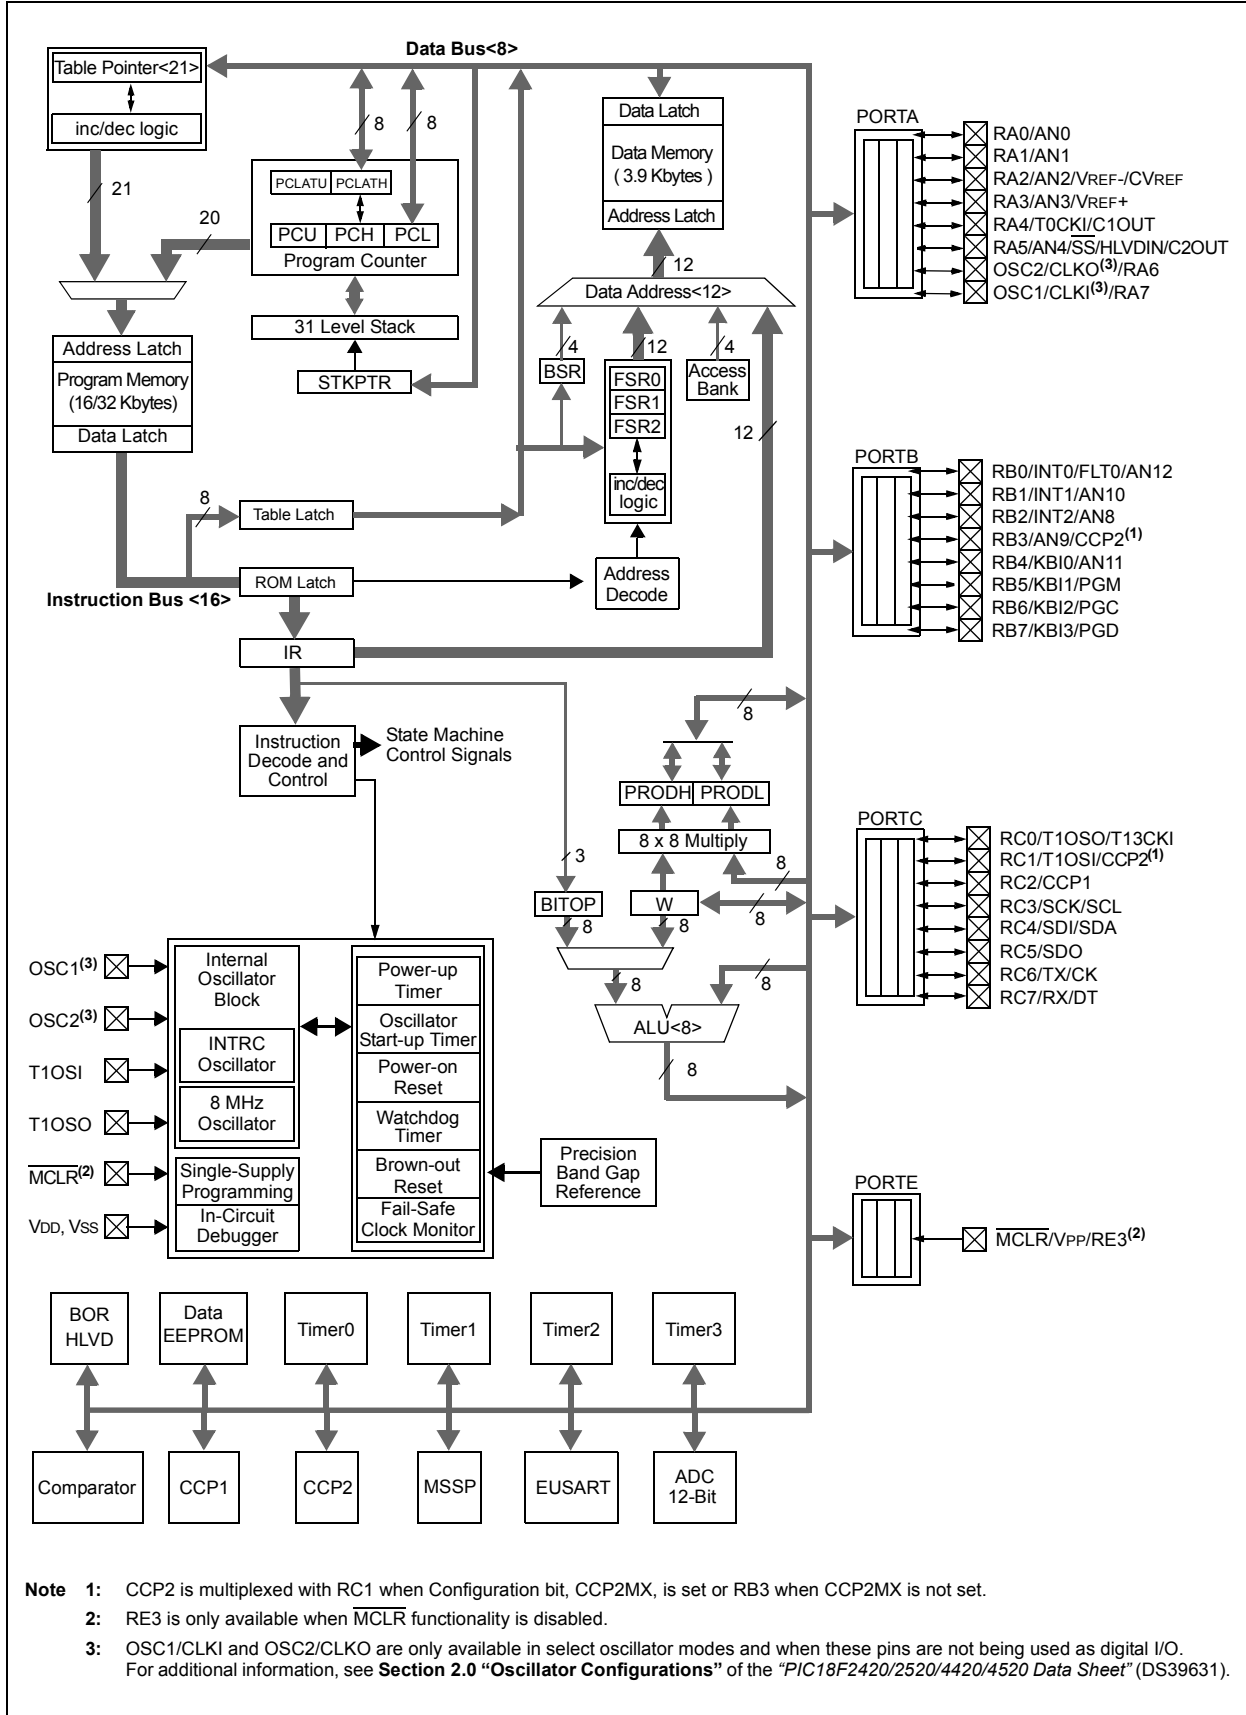 Data Bus<8>
Table Pointer<21>
inc/dec logic
21
20
8
8
PCLATU PCLATH
PCU PCH PCL
Program Counter
31 Level Stack
STKPTR
Address Latch
Program Memory
(16/32 Kbytes)
Data Latch
8
Table Latch
ROM Latch
Instruction Bus <16>
IR
Data Latch
Data Memory
( 3.9 Kbytes )
Address Latch
12
Data Address<12>
4
12
4
BSR
FSR0
FSR1
FSR2
inc/dec
logic
Access
Bank
12
Address
Decode
Instruction
Decode and
Control
State Machine
Control Signals
8
PRODH PRODL
8 x 8 Multiply
3
8
BITOP
W
8
8
8
8
8
ALU<8>
8
OSC1(3)
OSC2(3)
T1OSI
T1OSO
MCLR(2)
VDD, VSS
Internal
Oscillator
Block
INTRC
Oscillator
8 MHz
Oscillator
Single-Supply
Programming
In-Circuit
Debugger
Power-up
Timer
Oscillator
Start-up Timer
Power-on
Reset
Watchdog
Timer
Brown-out
Reset
Fail-Safe
Clock Monitor
Precision
Band Gap
Reference
PORTA
RA0/AN0
RA1/AN1
RA2/AN2/VREF-/CVREF
RA3/AN3/VREF+
RA4/T0CKI/C1OUT
RA5/AN4/SS/HLVDIN/C2OUT
OSC2/CLKO(3)/RA6
OSC1/CLKI(3)/RA7
PORTB
RB0/INT0/FLT0/AN12
RB1/INT1/AN10
RB2/INT2/AN8
RB3/AN9/CCP2(1)
RB4/KBI0/AN11
RB5/KBI1/PGM
RB6/KBI2/PGC
RB7/KBI3/PGD
PORTC
RC0/T1OSO/T13CKI
RC1/T1OSI/CCP2(1)
RC2/CCP1
RC3/SCK/SCL
RC4/SDI/SDA
RC5/SDO
RC6/TX/CK
RC7/RX/DT
PORTE
MCLR/VPP/RE3(2)
BOR
HLVD
Data
EEPROM
Timer0
Timer1
Timer2
Timer3
Comparator
CCP1
CCP2
MSSP
EUSART
ADC
12-Bit
Note 1: CCP2 is multiplexed with RC1 when Configuration bit, CCP2MX, is set or RB3 when CCP2MX is not set.
2: RE3 is only available when MCLR functionality is disabled.
3: OSC1/CLKI and OSC2/CLKO are only available in select oscillator modes and when these pins are not being used as digital I/O.
For additional information, see Section 2.0 “Oscillator Configurations” of the “PIC18F2420/2520/4420/4520 Data Sheet” (DS39631).